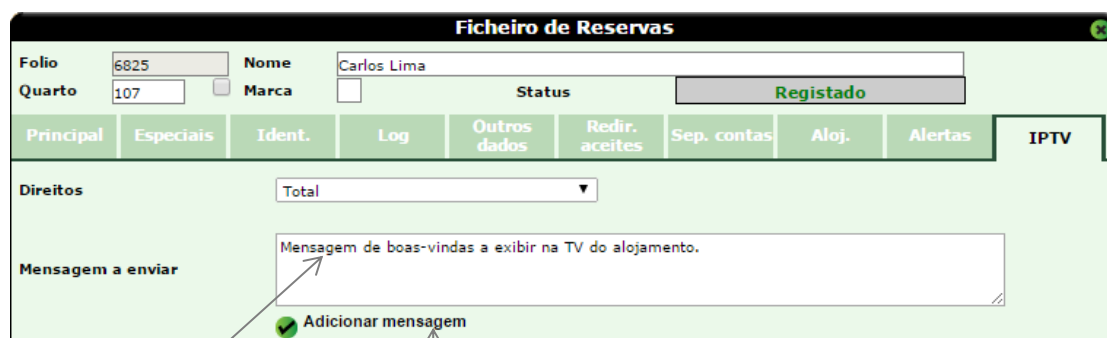 Ficheiro de Reservas
Folio 6825 Nome Carlos Lima
Quarto 107 Marca Status Registado
Principal Especiais Ident. Log Outros dados Redir. aceites Sep. contas Aloj. Alertas IPTV
Direitos Total
Mensagem de boas-vindas a exibir na TV do alojamento.
Mensagem a enviar
Adicionar mensagem